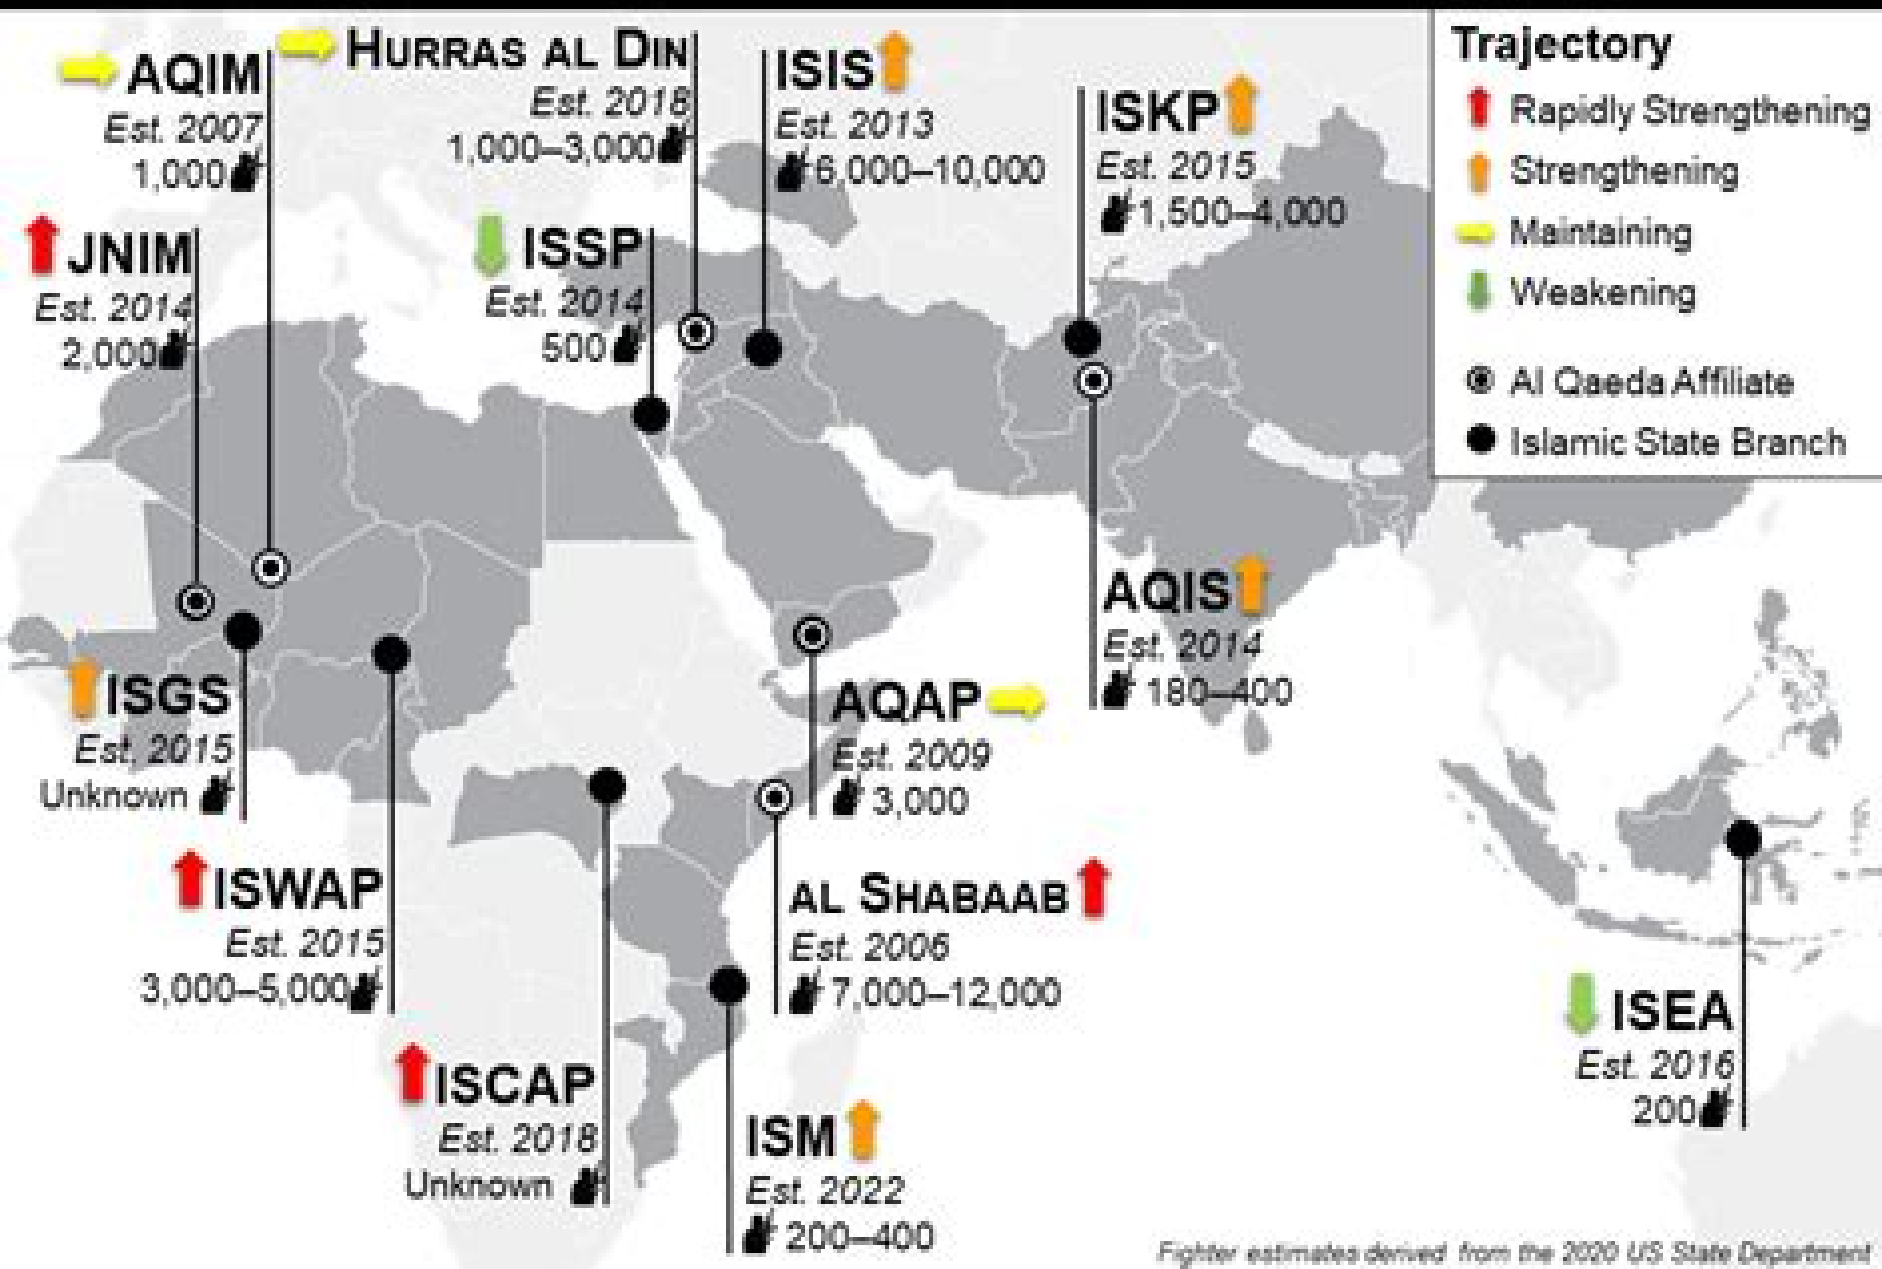 AQIM
Est. 2007
1,000
HURRAS AL DIN
Est. 2018
1,000–3,000
ISIS
Est. 2013
6,000–10,000
ISKP
Est. 2015
1,500–4,000
Trajectory
Rapidly Strengthening
Strengthening
Maintaining
Weakening
Al Qaeda Affiliate
Islamic State Branch
JNIM
Est. 2014
2,000
ISSP
Est. 2014
500
AQIS
Est. 2014
180–400
ISGS
Est. 2015
Unknown
AQAP
Est. 2009
3,000
ISWAP
Est. 2015
3,000–5,000
AL SHABAAB
Est. 2006
7,000–12,000
ISCAP
Est. 2018
Unknown
ISM
Est. 2022
200–400
ISEA
Est. 2016
200
Fighter estimates derived from the 2020 US State Department